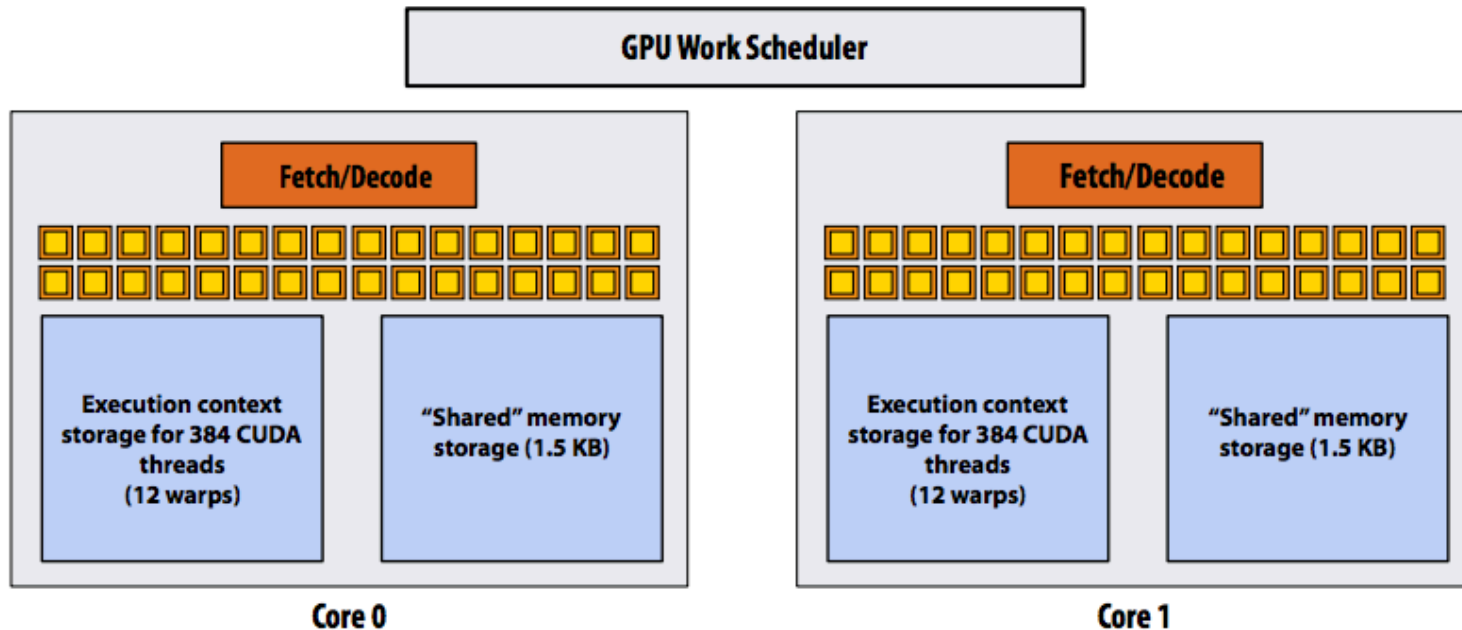 GPU Work Scheduler
Fetch/Decode
Execution context
storage for 384 CUDA
threads
(12 warps)
“Shared” memory
storage (1.5 KB)
Core 0
Fetch/Decode
Execution context
storage for 384 CUDA
threads
(12 warps)
“Shared” memory
storage (1.5 KB)
Core 1